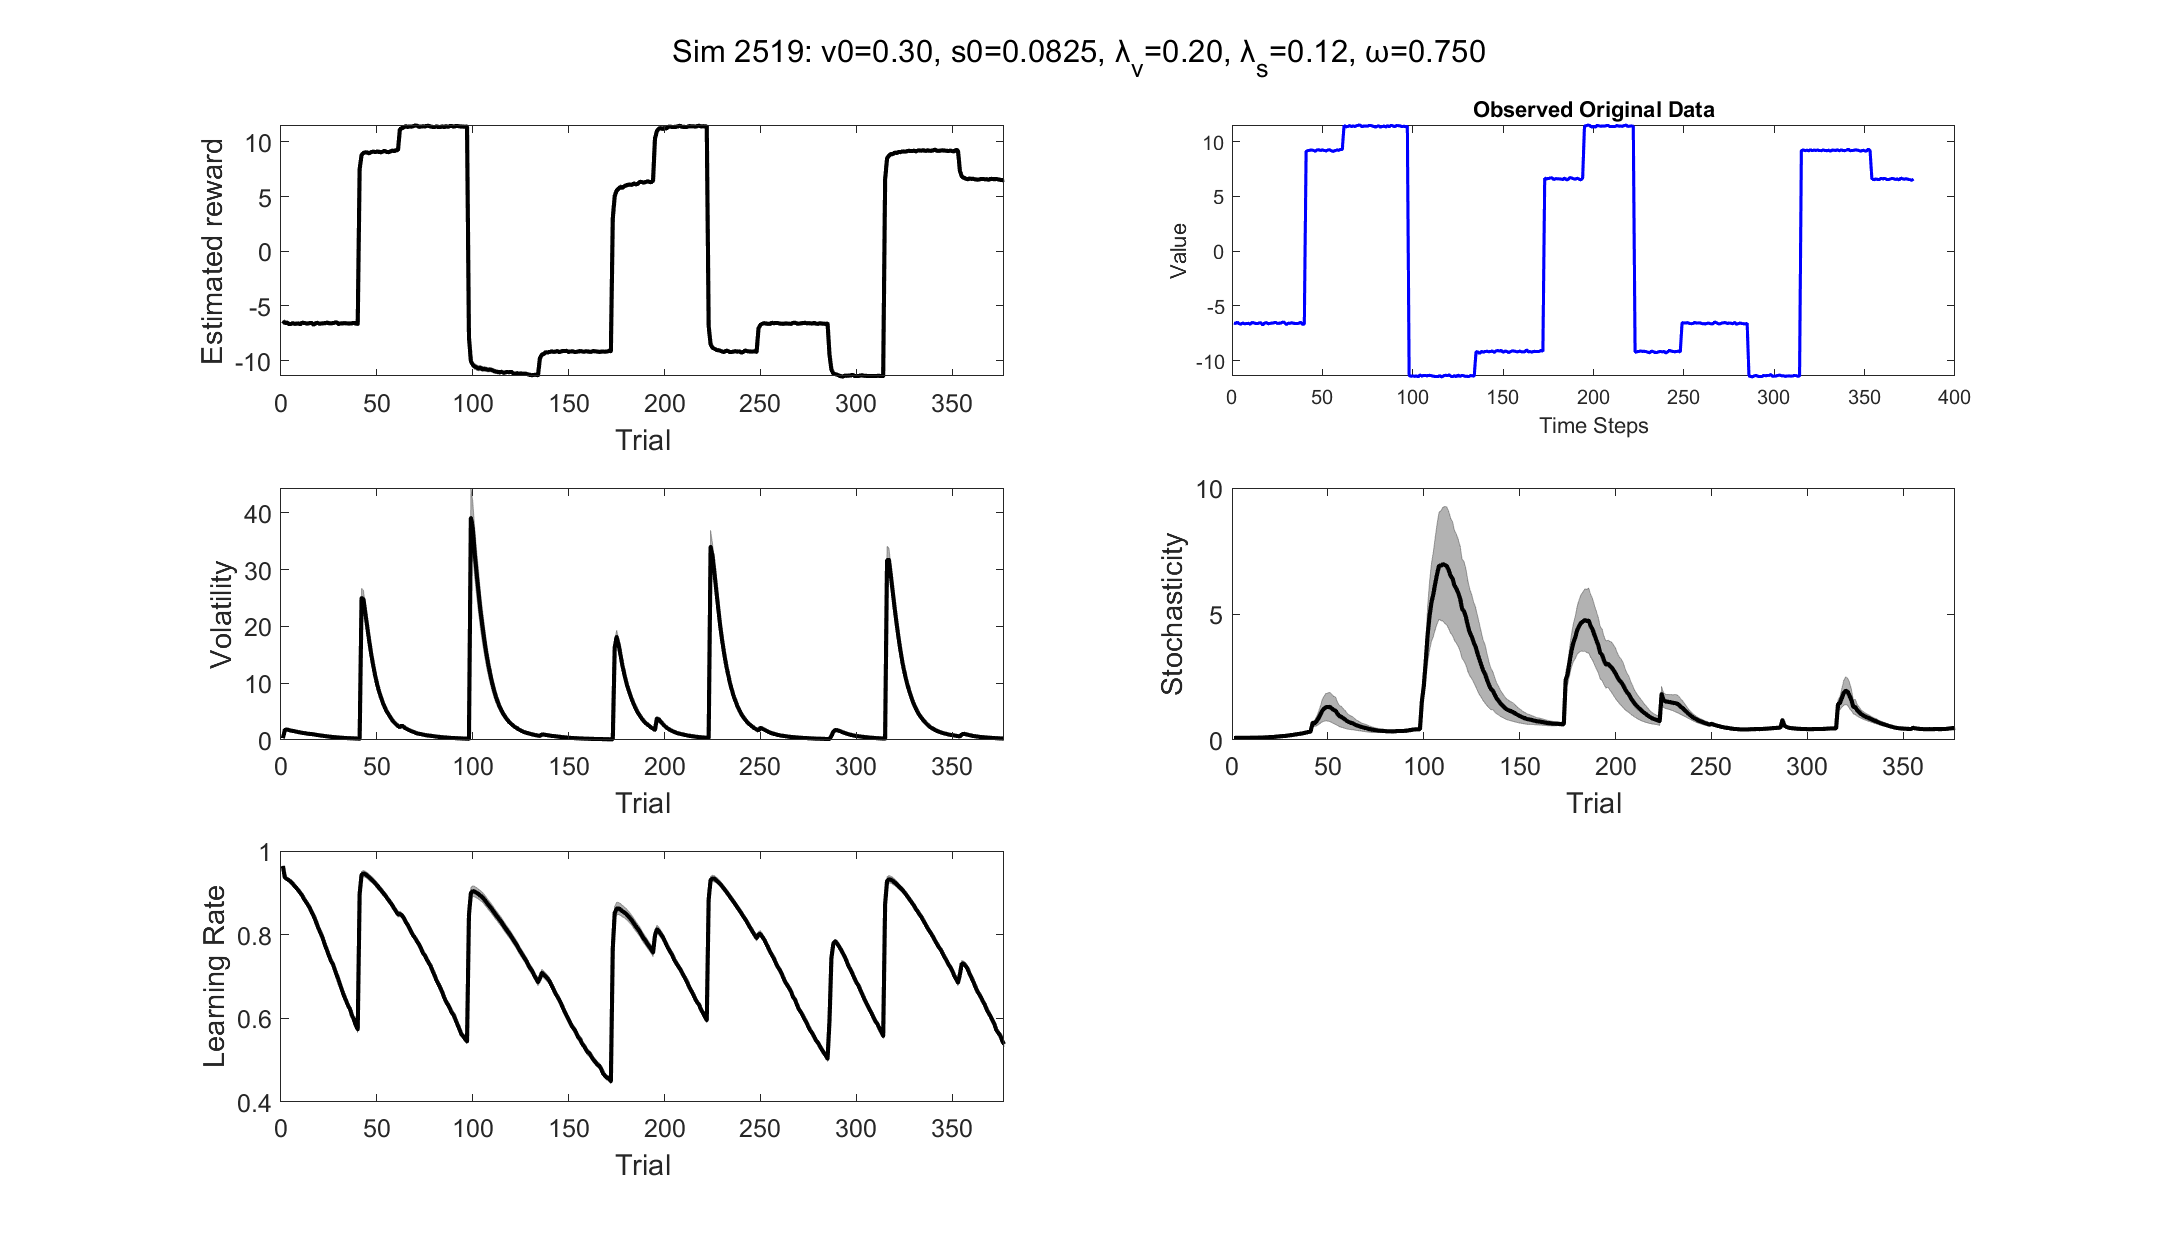 Sim 2519: v0=0.30, s0=0.0825, λ_v=0.20, λ_s=0.12, ω=0.750
Estimated reward
10
5
0
-5
-10
0 50 100 150 200 250 300 350
Trial
Observed Original Data
Value
10
5
0
-5
-10
0 50 100 150 200 250 300 350 400
Time Steps
Volatility
40
30
20
10
0
0 50 100 150 200 250 300 350
Trial
Stochasticity
10
5
0
0 50 100 150 200 250 300 350
Trial
Learning Rate
1
0.8
0.6
0.4
0 50 100 150 200 250 300 350
Trial